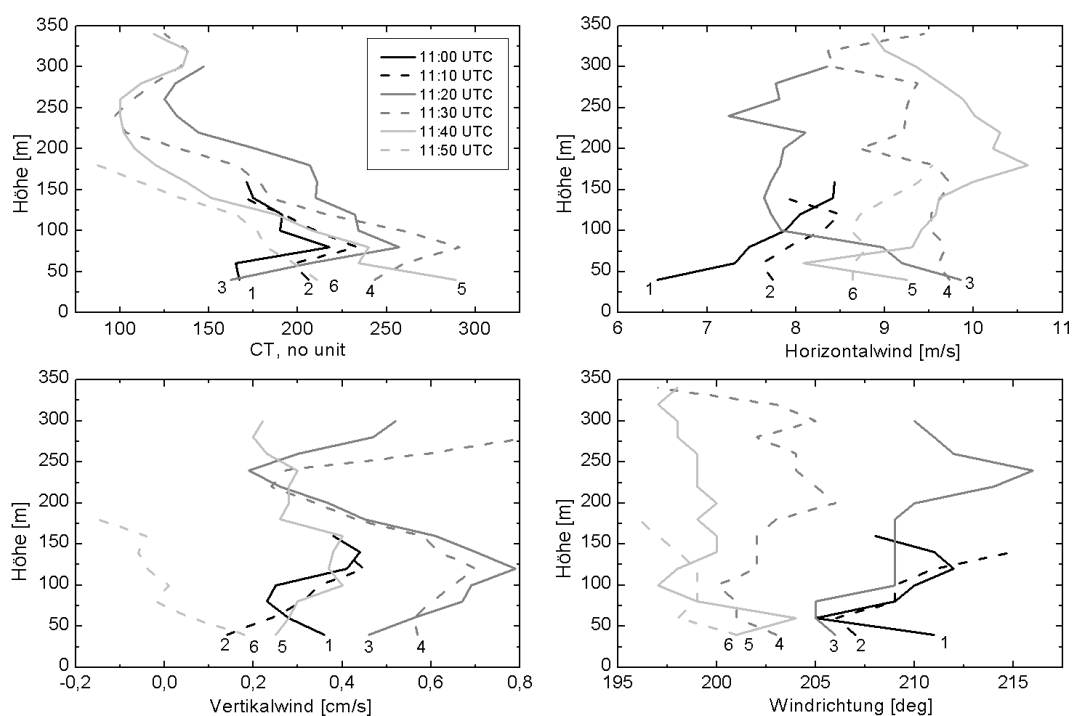 350
300
250
200
150
100
50
0
Höhe [m]
11:00 UTC
11:10 UTC
11:20 UTC
11:30 UTC
11:40 UTC
11:50 UTC
3 1 2 6 4 5
100 150 200 250 300
CT, no unit
350
300
250
200
150
100
50
0
Höhe [m]
1 2 6 5 4 3
6 7 8 9 10 11
Horizontalwind [m/s]
350
300
250
200
150
100
50
0
Höhe [m]
2 6 5 1 3 4
-0,2 0,0 0,2 0,4 0,6 0,8
Vertikalwind [cm/s]
350
300
250
200
150
100
50
0
Höhe [m]
6 5 4 3 2 1
195 200 205 210 215
Windrichtung [deg]